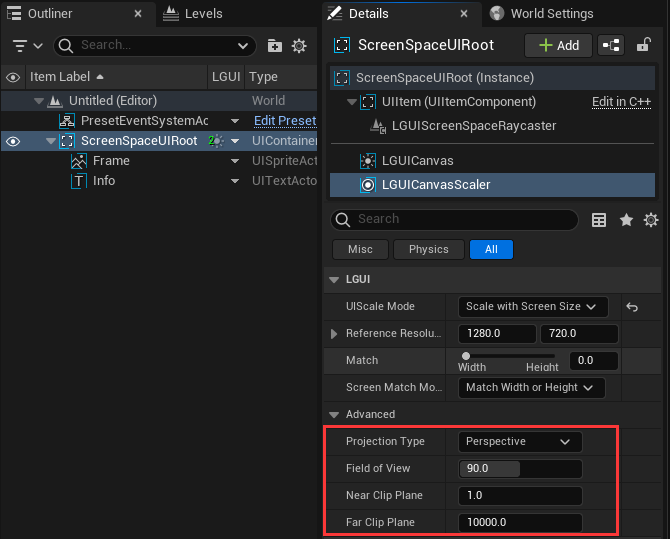 Outliner
Levels
Search...
Item Label
LGUI
Type
Untitled (Editor)
World
PresetEventSystemAc
Edit Preset
ScreenSpaceUIRoot
UIContainer
Frame
UISpriteAct
Info
UITextActo
Details
World Settings
ScreenSpaceUIRoot
Add
ScreenSpaceUIRoot (Instance)
UIItem (UIItemComponent)
Edit in C++
LGUIScreenSpaceRaycaster
LGUICanvas
LGUICanvasScaler
Search
Misc
Physics
All
LGUI
UIScale Mode
Scale with Screen Size
Reference Resolu...
1280.0
720.0
Match
Width
Height
0.0
Screen Match Mo...
Match Width or Height
Advanced
Projection Type
Perspective
Field of View
90.0
Near Clip Plane
1.0
Far Clip Plane
10000.0